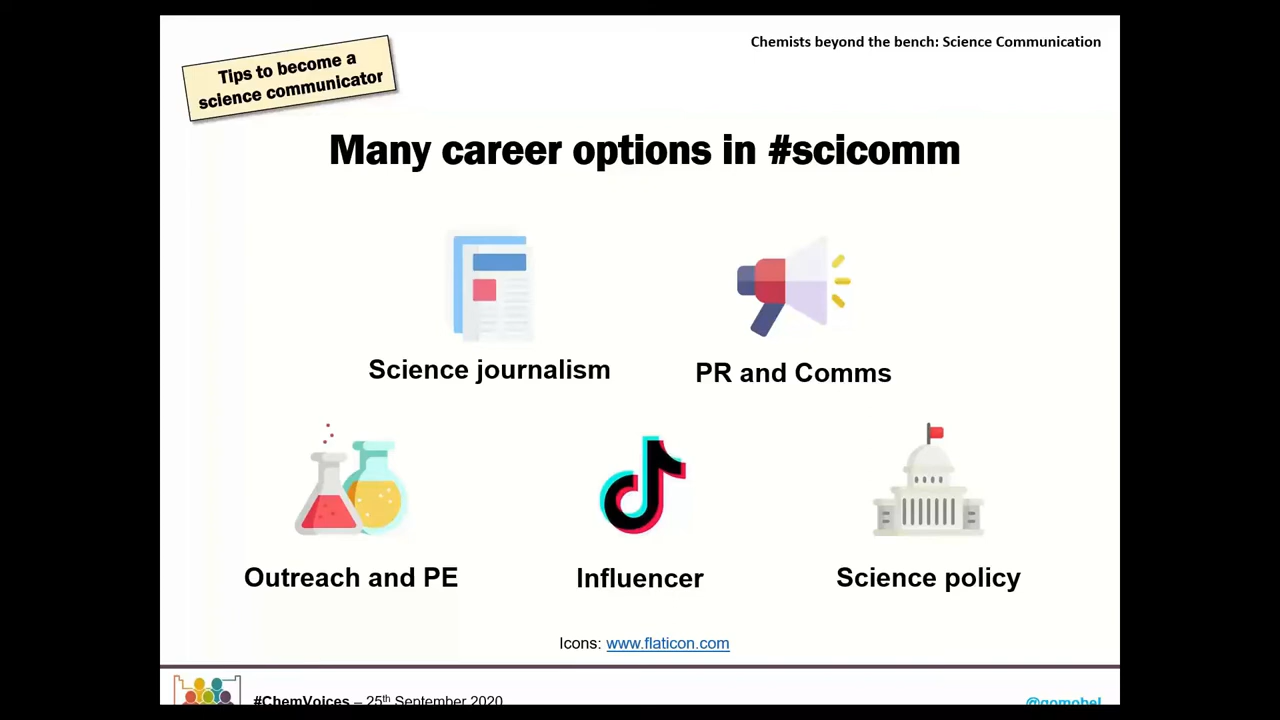 Chemists beyond the bench: Science Communication
Tips to become a
science communicator
Many career options in #scicomm
Science journalism
PR and Comms
Outreach and PE
Influencer
Science policy
Icons: www.flaticon.com
#ChemVoices – 25th September 2020
@gomobel